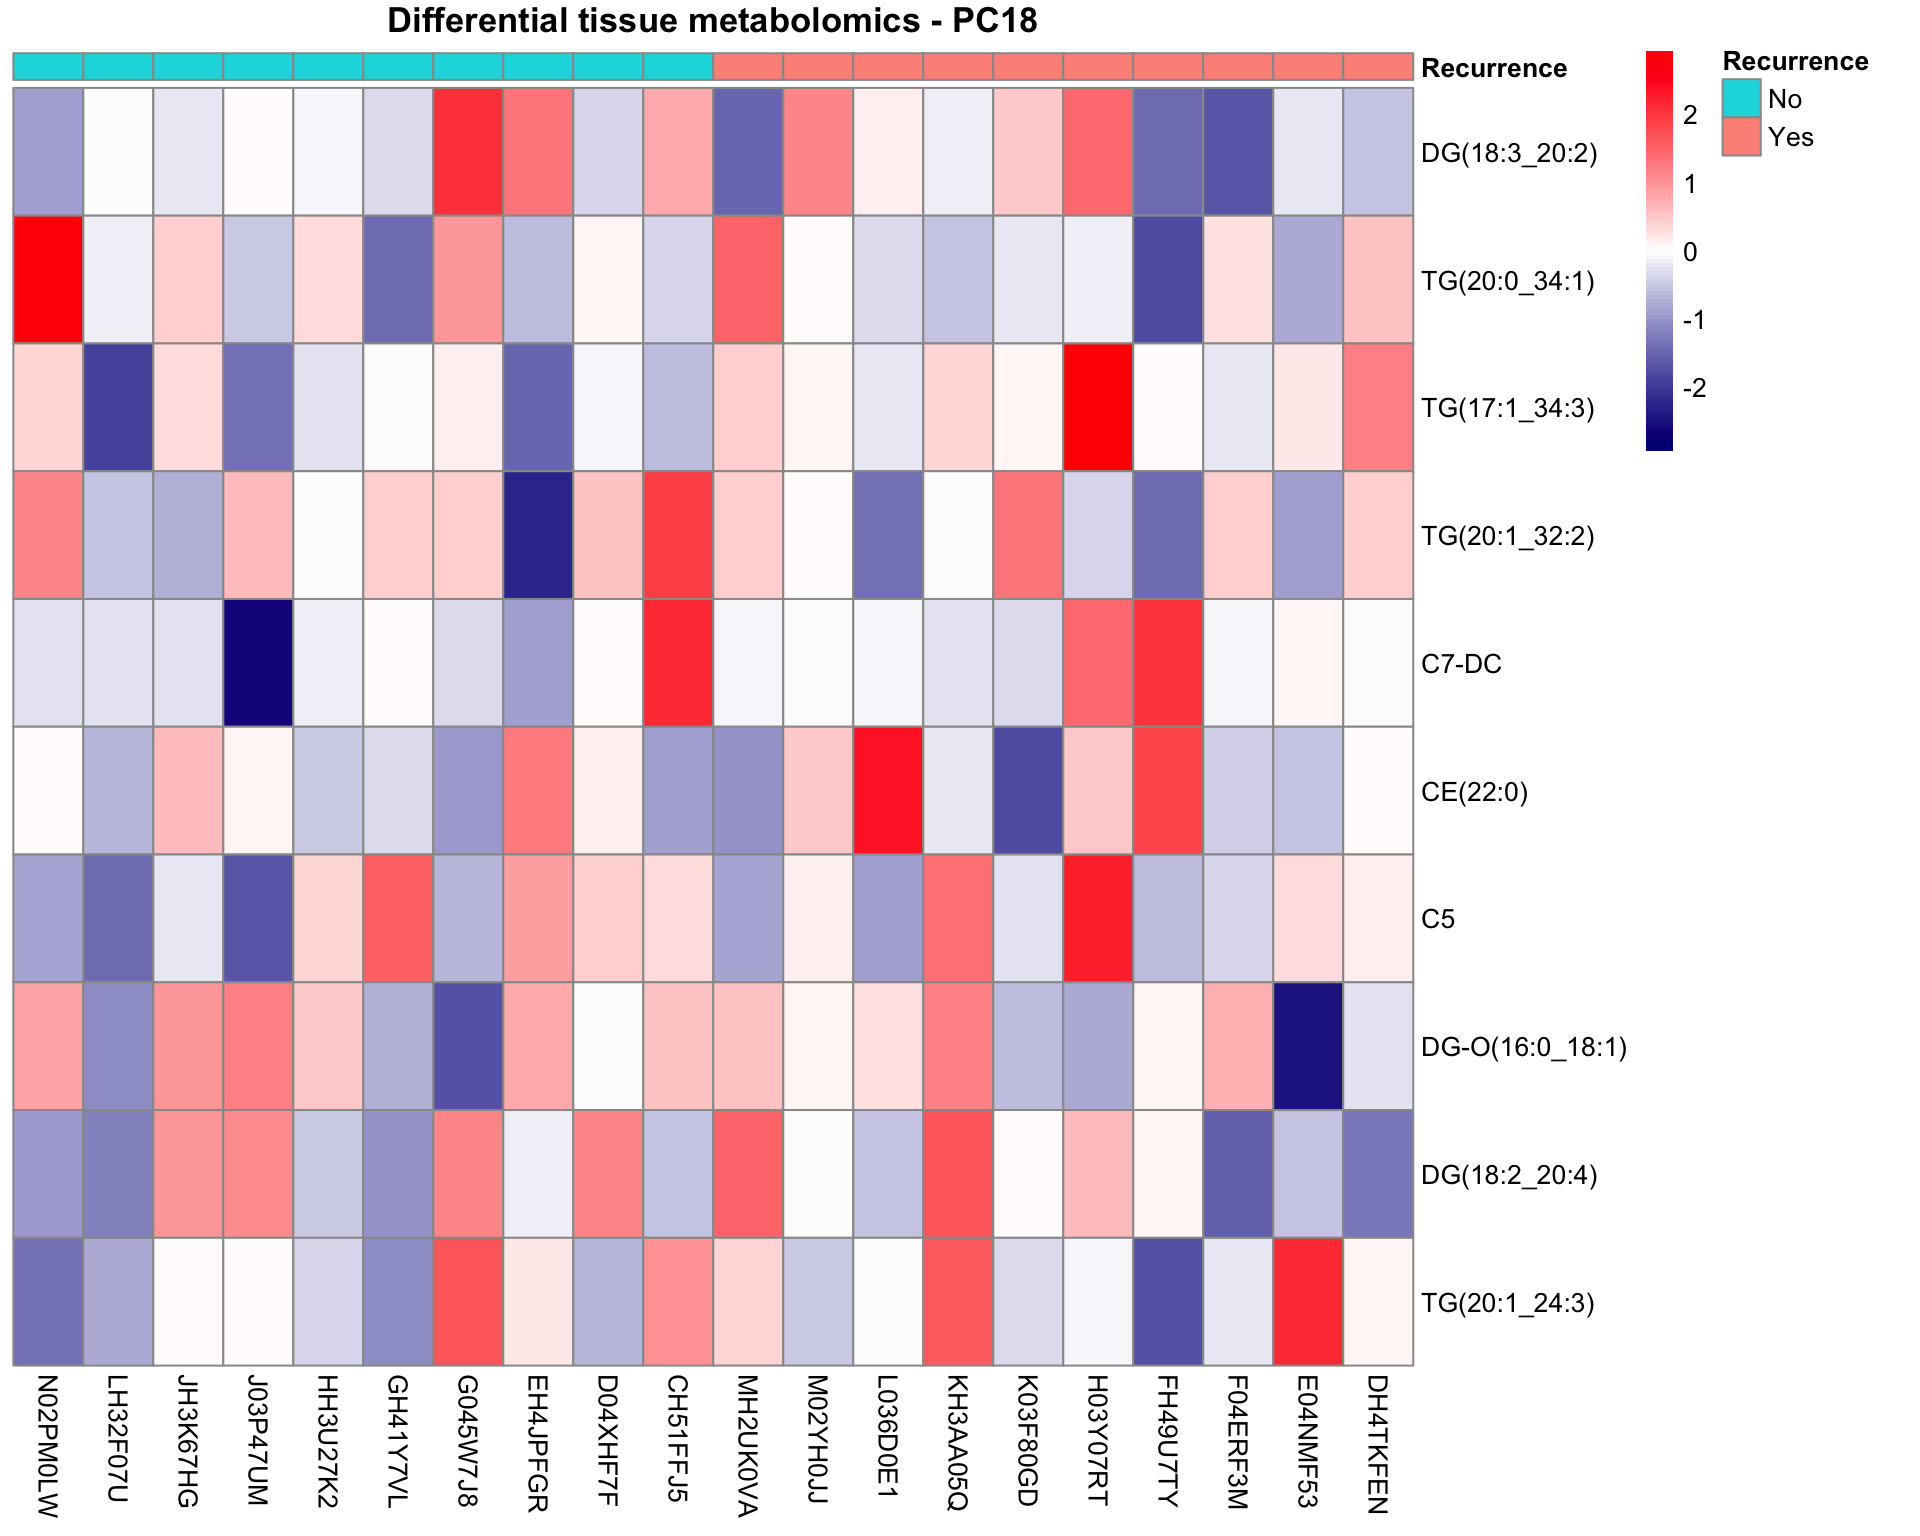 Differential tissue metabolomics - PC18
Recurrence
DG(18:3_20:2)
TG(20:0_34:1)
TG(17:1_34:3)
TG(20:1_32:2)
C7-DC
CE(22:0)
C5
DG-O(16:0_18:1)
DG(18:2_20:4)
TG(20:1_24:3)
N02PM0LW
LH32F07U
JH3K67HG
J03P47UM
HH3U27K2
GH41Y7VL
G045W7J8
EH4JPFGR
D04XHF7F
CH51FFJ5
MH2UK0VA
M02YH0JJ
L036D0E1
KH3AA05Q
K03F80GD
H03Y07RT
FH49U7TY
F04ERF3M
E04NMF53
DH4TKFEN
2
1
0
-1
-2
Recurrence
No
Yes